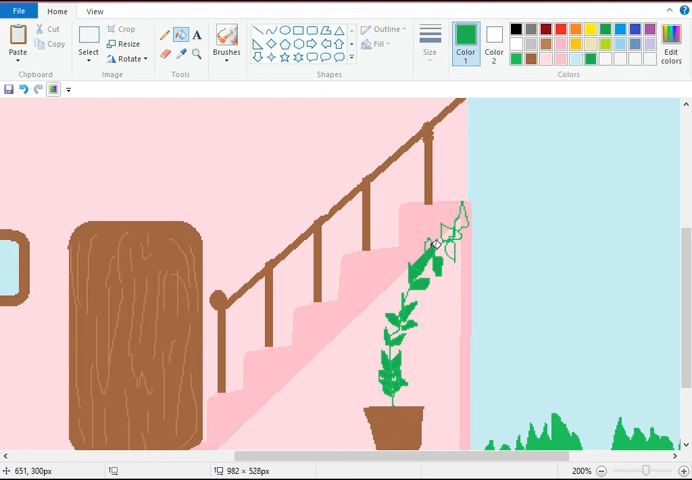 File
Home
View
Paste
Cut
Copy
Clipboard
Select
Crop
Resize
Rotate
Image
Tools
Brushes
Outline
Fill
Shapes
Size
Color
1
Color
2
Edit
colors
Colors
651, 300px
982 × 528px
200%